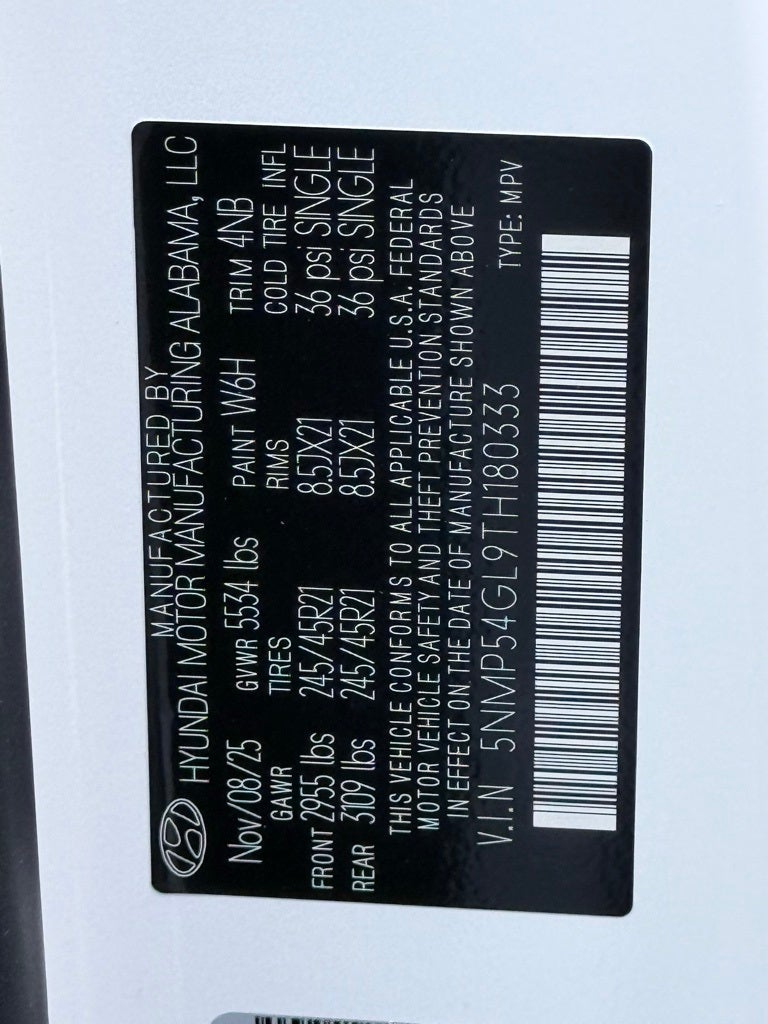 MANUFACTURED BY
HYUNDAI MOTOR MANUFACTURING ALABAMA, LLC
Nov/08/25 GVWR 5534 lbs PAINT W6H TRIM 4NB
GAWR TIRES RIMS COLD TIRE INFL
FRONT 2955 lbs 245/45R21 8.5JX21 36 psi SINGLE
REAR 3109 lbs 245/45R21 8.5JX21 36 psi SINGLE
THIS VEHICLE CONFORMS TO ALL APPLICABLE U.S.A. FEDERAL
MOTOR VEHICLE SAFETY AND THEFT PREVENTION STANDARDS
IN EFFECT ON THE DATE OF MANUFACTURE SHOWN ABOVE
V.I.N 5NMP54GL9TH180333 TYPE: MPV